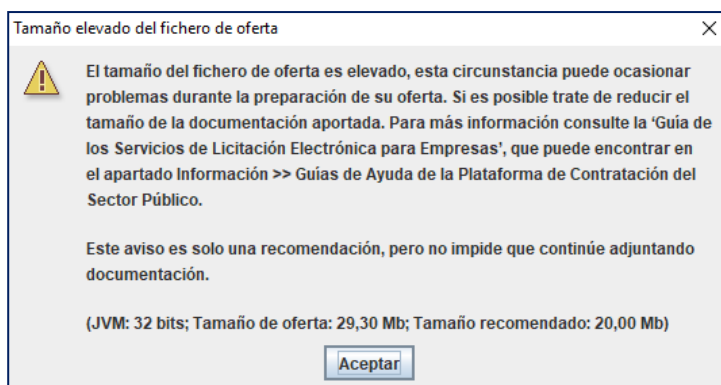 Tamaño elevado del fichero de oferta
El tamaño del fichero de oferta es elevado, esta circunstancia puede ocasionar
problemas durante la preparación de su oferta. Si es posible trate de reducir el
tamaño de la documentación aportada. Para más información consulte la ‘Guía de
los Servicios de Licitación Electrónica para Empresas’, que puede encontrar en
el apartado Información >> Guías de Ayuda de la Plataforma de Contratación del
Sector Público.
Este aviso es solo una recomendación, pero no impide que continúe adjuntando
documentación.
(JVM: 32 bits; Tamaño de oferta: 29,30 Mb; Tamaño recomendado: 20,00 Mb)
Aceptar